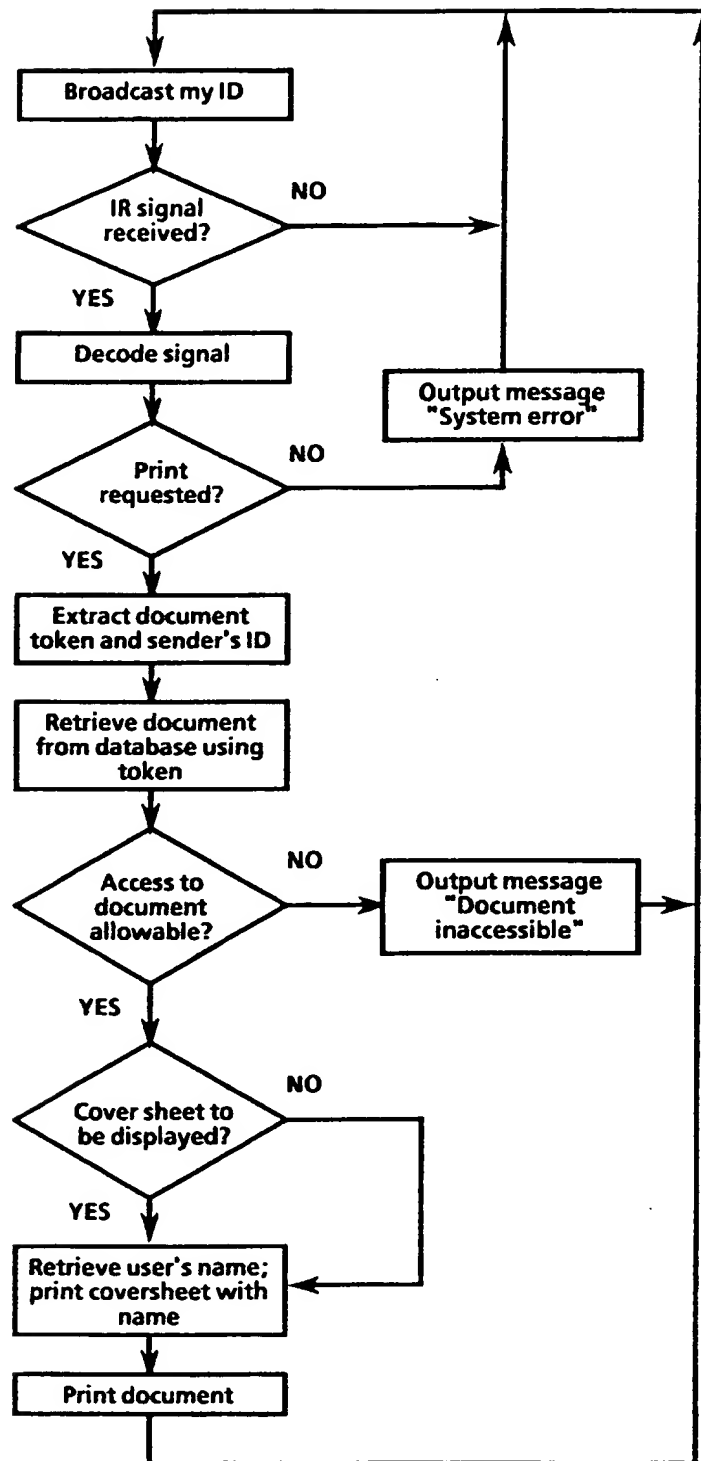 Broadcast my ID
IR signal
received?
NO
YES
Decode signal
Output message
"System error"
Print
requested?
NO
YES
Extract document
token and sender's ID
Retrieve document
from database using
token
Access to
document
allowable?
NO
Output message
"Document
inaccessible"
YES
Cover sheet to
be displayed?
NO
YES
Retrieve user's name;
print coversheet with
name
Print document